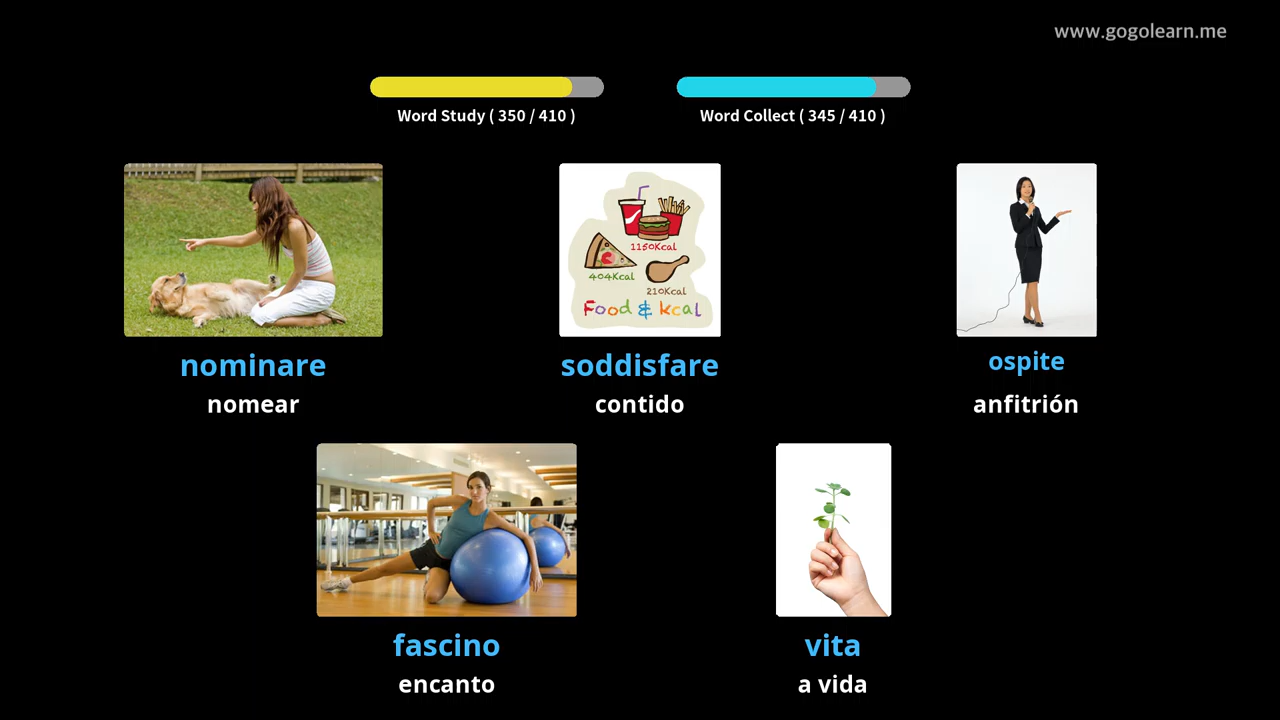 www.gogolearn.me
Word Study ( 350 / 410 )
Word Collect ( 345 / 410 )
1150Kcal
404Kcal
210Kcal
Food & kcal
nominare
nomear
soddisfare
contido
ospite
anfitrión
fascino
encanto
vita
a vida